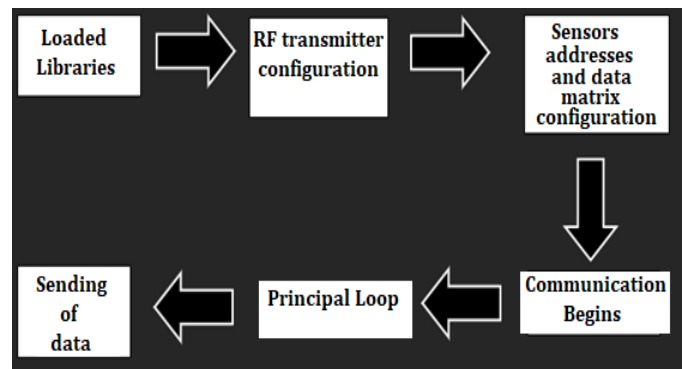 Loaded
Libraries
RF transmitter
configuration
Sensors
addresses
and data
matrix
configuration
Communication
Begins
Principal Loop
Sending
of
data